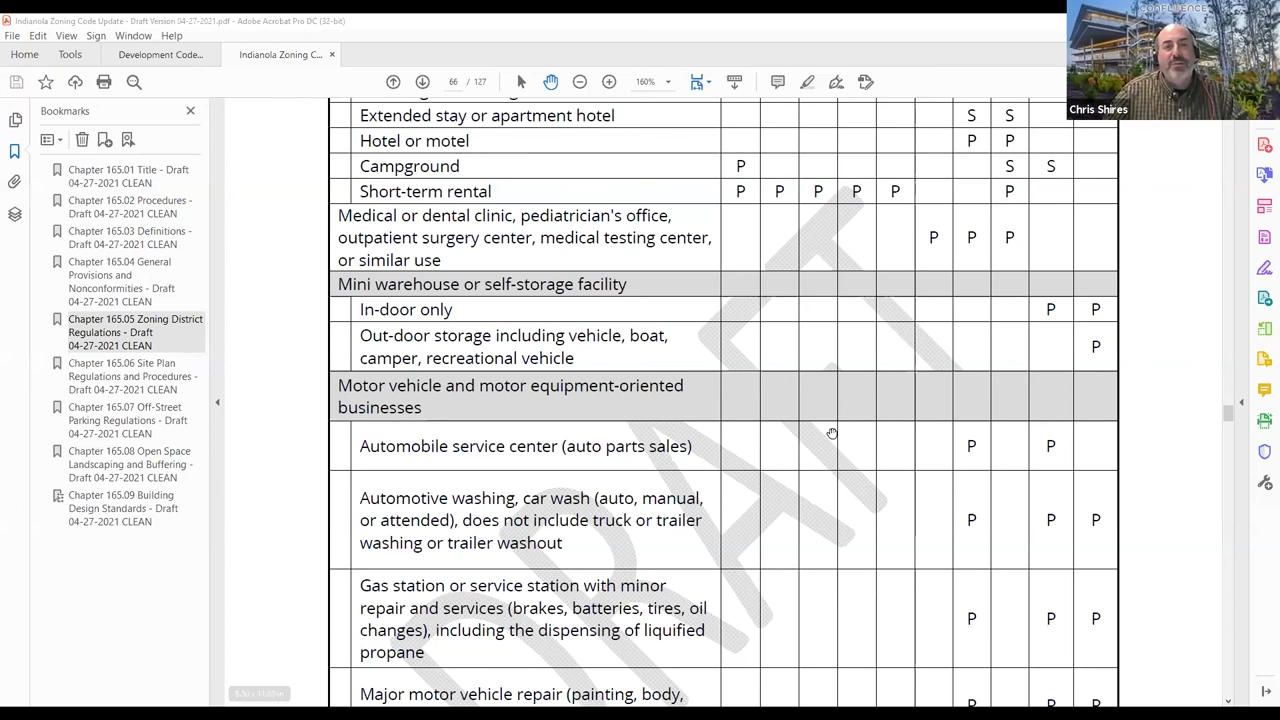 Indianola Zoning Code Update - Draft Version 04-27-2021.pdf - Adobe Acrobat Pro DC (32-bit)
File Edit View Sign Window Help
Home Tools Development Code... Indianola Zoning C... ×
66 / 127 160%
CONFLUENCE
Chris Shires
Bookmarks
Chapter 165.01 Title - Draft
04-27-2021 CLEAN
Chapter 165.02 Procedures -
Draft 04-27-2021 CLEAN
Chapter 165.03 Definitions -
Draft 04-27-2021 CLEAN
Chapter 165.04 General
Provisions and
Nonconformities - Draft
04-27-2021 CLEAN
Chapter 165.05 Zoning District
Regulations - Draft
04-27-2021 CLEAN
Chapter 165.06 Site Plan
Regulations and Procedures -
Draft 04-27-2021 CLEAN
Chapter 165.07 Off-Street
Parking Regulations - Draft
04-27-2021 CLEAN
Chapter 165.08 Open Space
Landscaping and Buffering -
Draft 04-27-2021 CLEAN
Chapter 165.09 Building
Design Standards - Draft
04-27-2021 CLEAN
Extended stay or apartment hotel S S
Hotel or motel P P
Campground P S S
Short-term rental P P P P P P
Medical or dental clinic, pediatrician's office,
outpatient surgery center, medical testing center, P P P
or similar use
Mini warehouse or self-storage facility
In-door only P P
Out-door storage including vehicle, boat,
camper, recreational vehicle P
Motor vehicle and motor equipment-oriented
businesses
Automobile service center (auto parts sales) P P
Automotive washing, car wash (auto, manual,
or attended), does not include truck or trailer P P P
washing or trailer washout
Gas station or service station with minor
repair and services (brakes, batteries, tires, oil P P P
changes), including the dispensing of liquified
propane
Major motor vehicle repair (painting, body, P P P
DRAFT